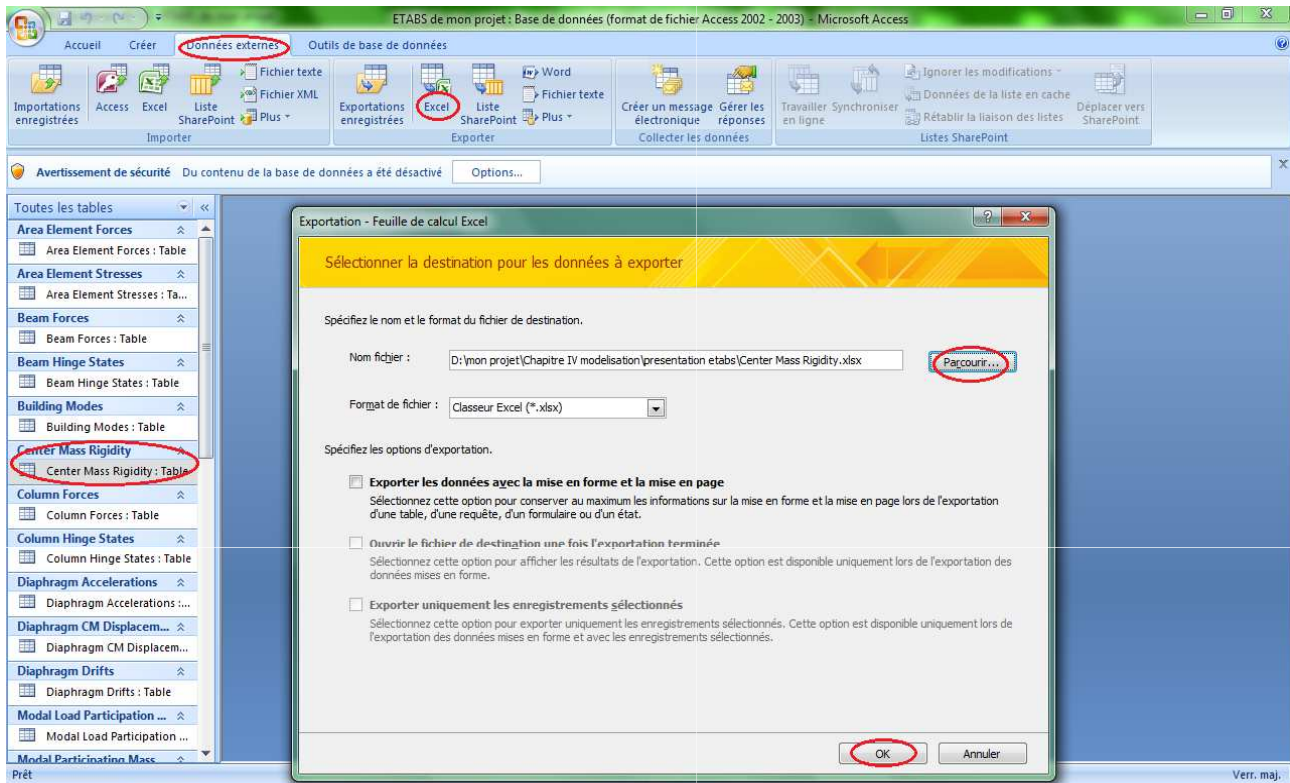 ETABS de mon projet : Base de données (format de fichier Access 2002 - 2003) - Microsoft Access
Accueil Créer Données externes Outils de base de données
Importations enregistrées
Access
Excel
Liste SharePoint
Fichier texte
Fichier XML
Plus
Importer
Exportations enregistrées
Excel
Liste SharePoint
Word
Fichier texte
Plus
Exporter
Créer un message électronique
Gérer les réponses
Collecter les données
Travailler en ligne
Synchroniser
Ignorer les modifications
Données de la liste en cache
Rétablir la liaison des listes
Déplacer vers SharePoint
Listes SharePoint
Avertissement de sécurité Du contenu de la base de données a été désactivé Options...
Toutes les tables
Area Element Forces
Area Element Forces : Table
Area Element Stresses
Area Element Stresses : Ta...
Beam Forces
Beam Forces : Table
Beam Hinge States
Beam Hinge States : Table
Building Modes
Building Modes : Table
Center Mass Rigidity
Center Mass Rigidity : Table
Column Forces
Column Forces : Table
Column Hinge States
Column Hinge States : Table
Diaphragm Accelerations
Diaphragm Accelerations :...
Diaphragm CM Displacem...
Diaphragm CM Displacem...
Diaphragm Drifts
Diaphragm Drifts : Table
Modal Load Participation ...
Modal Load Participation ...
Modal Participating Mass
Exportation - Feuille de calcul Excel
Sélectionner la destination pour les données à exporter
Spécifiez le nom et le format du fichier de destination.
Nom fichier : D:\mon projet\Chapitre IV modelisation\presentation etabs\Center Mass Rigidity.xlsx Parcourir...
Format de fichier : Classeur Excel (*.xlsx)
Spécifiez les options d'exportation.
Exporter les données avec la mise en forme et la mise en page
Sélectionnez cette option pour conserver au maximum les informations sur la mise en forme et la mise en page lors de l'exportation
d'une table, d'une requête, d'un formulaire ou d'un état.
Ouvrir le fichier de destination une fois l'exportation terminée
Sélectionnez cette option pour afficher les résultats de l'exportation. Cette option est disponible uniquement lors de l'exportation des
données mises en forme.
Exporter uniquement les enregistrements sélectionnés
Sélectionnez cette option pour exporter uniquement les enregistrements sélectionnés. Cette option est disponible uniquement lors de
l'exportation des données mises en forme et avec les enregistrements sélectionnés.
OK Annuler
Prêt Verr. maj.